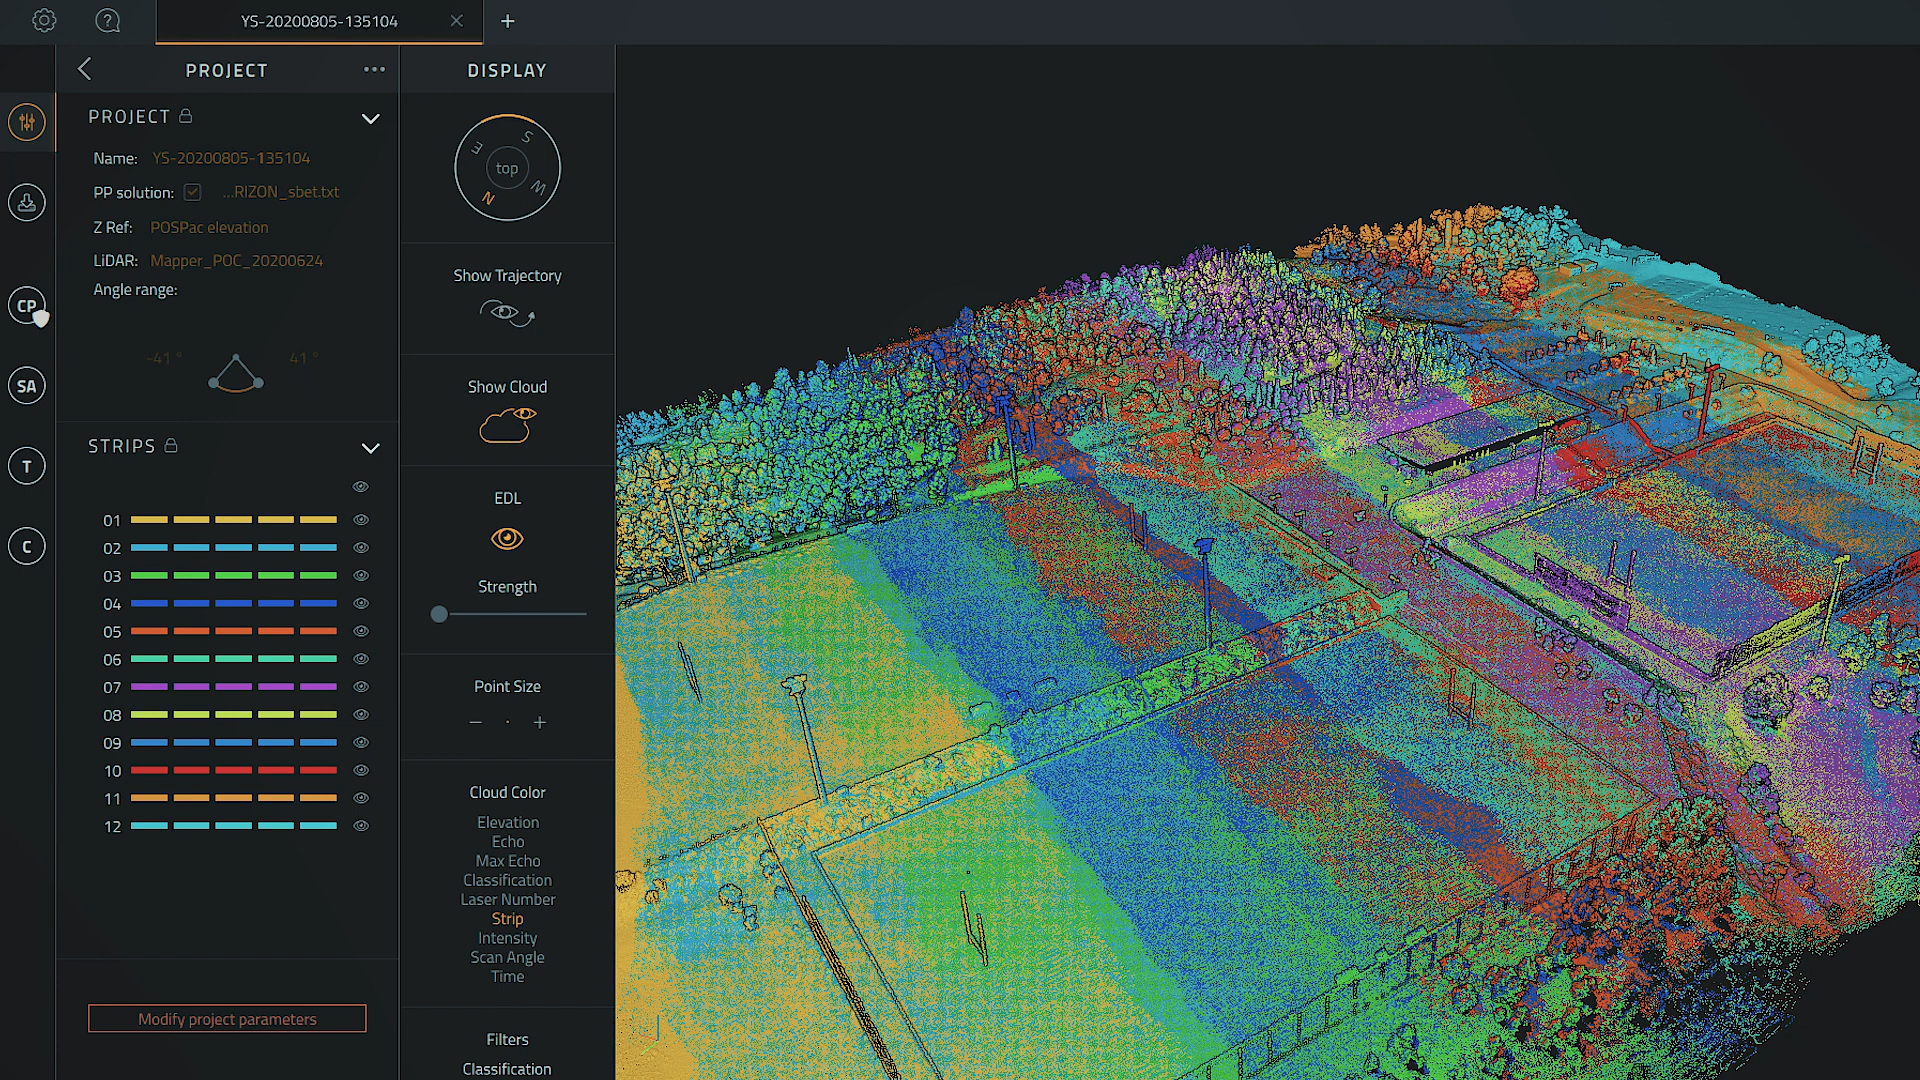 YS-20200805-135104
PROJECT
PROJECT
Name: YS-20200805-135104
PP solution: ...RIZON_sbet.txt
Z Ref: POSPac elevation
LiDAR: Mapper_POC_20200624
Angle range:
-41 ° 41 °
STRIPS
01
02
03
04
05
06
07
08
09
10
11
12
Modify project parameters
CP
SA
T
C
DISPLAY
S
E
top
W
N
Show Trajectory
Show Cloud
EDL
Strength
Point Size
Cloud Color
Elevation
Echo
Max Echo
Classification
Laser Number
Strip
Intensity
Scan Angle
Time
Filters
Classification